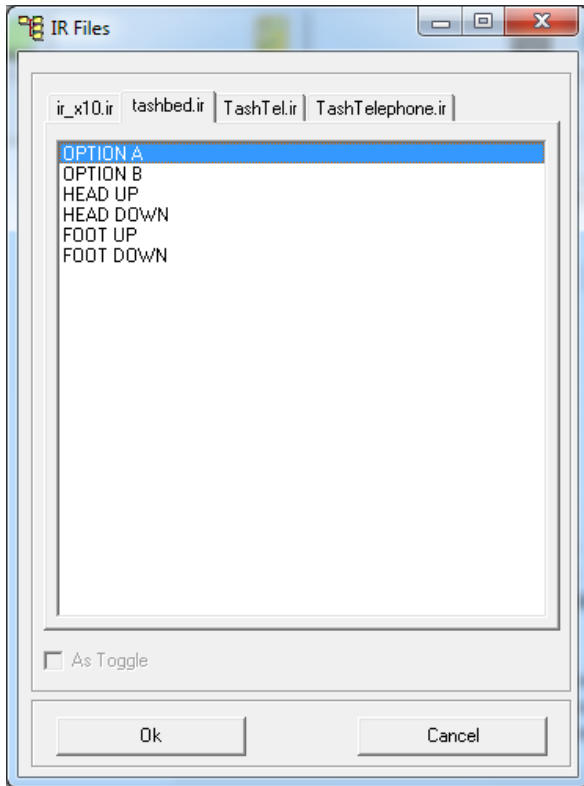 IR Files
ir_x10.ir tashbed.ir TashTel.ir TashTelephone.ir
OPTION A
OPTION B
HEAD UP
HEAD DOWN
FOOT UP
FOOT DOWN
As Toggle
Ok Cancel